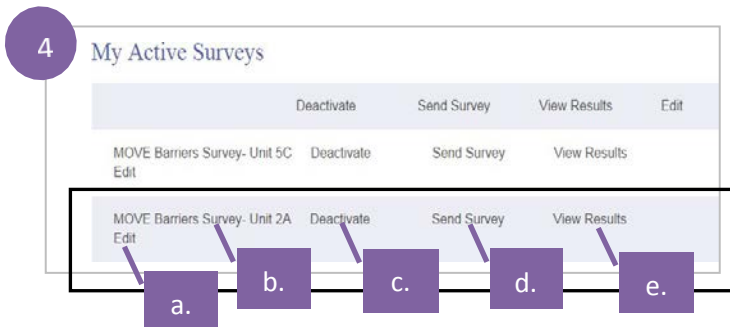 4
My Active Surveys
Deactivate Send Survey View Results Edit
MOVE Barriers Survey- Unit 5C Deactivate Send Survey View Results
Edit
MOVE Barriers Survey- Unit 2A Deactivate Send Survey View Results
Edit
a. b. c. d. e.